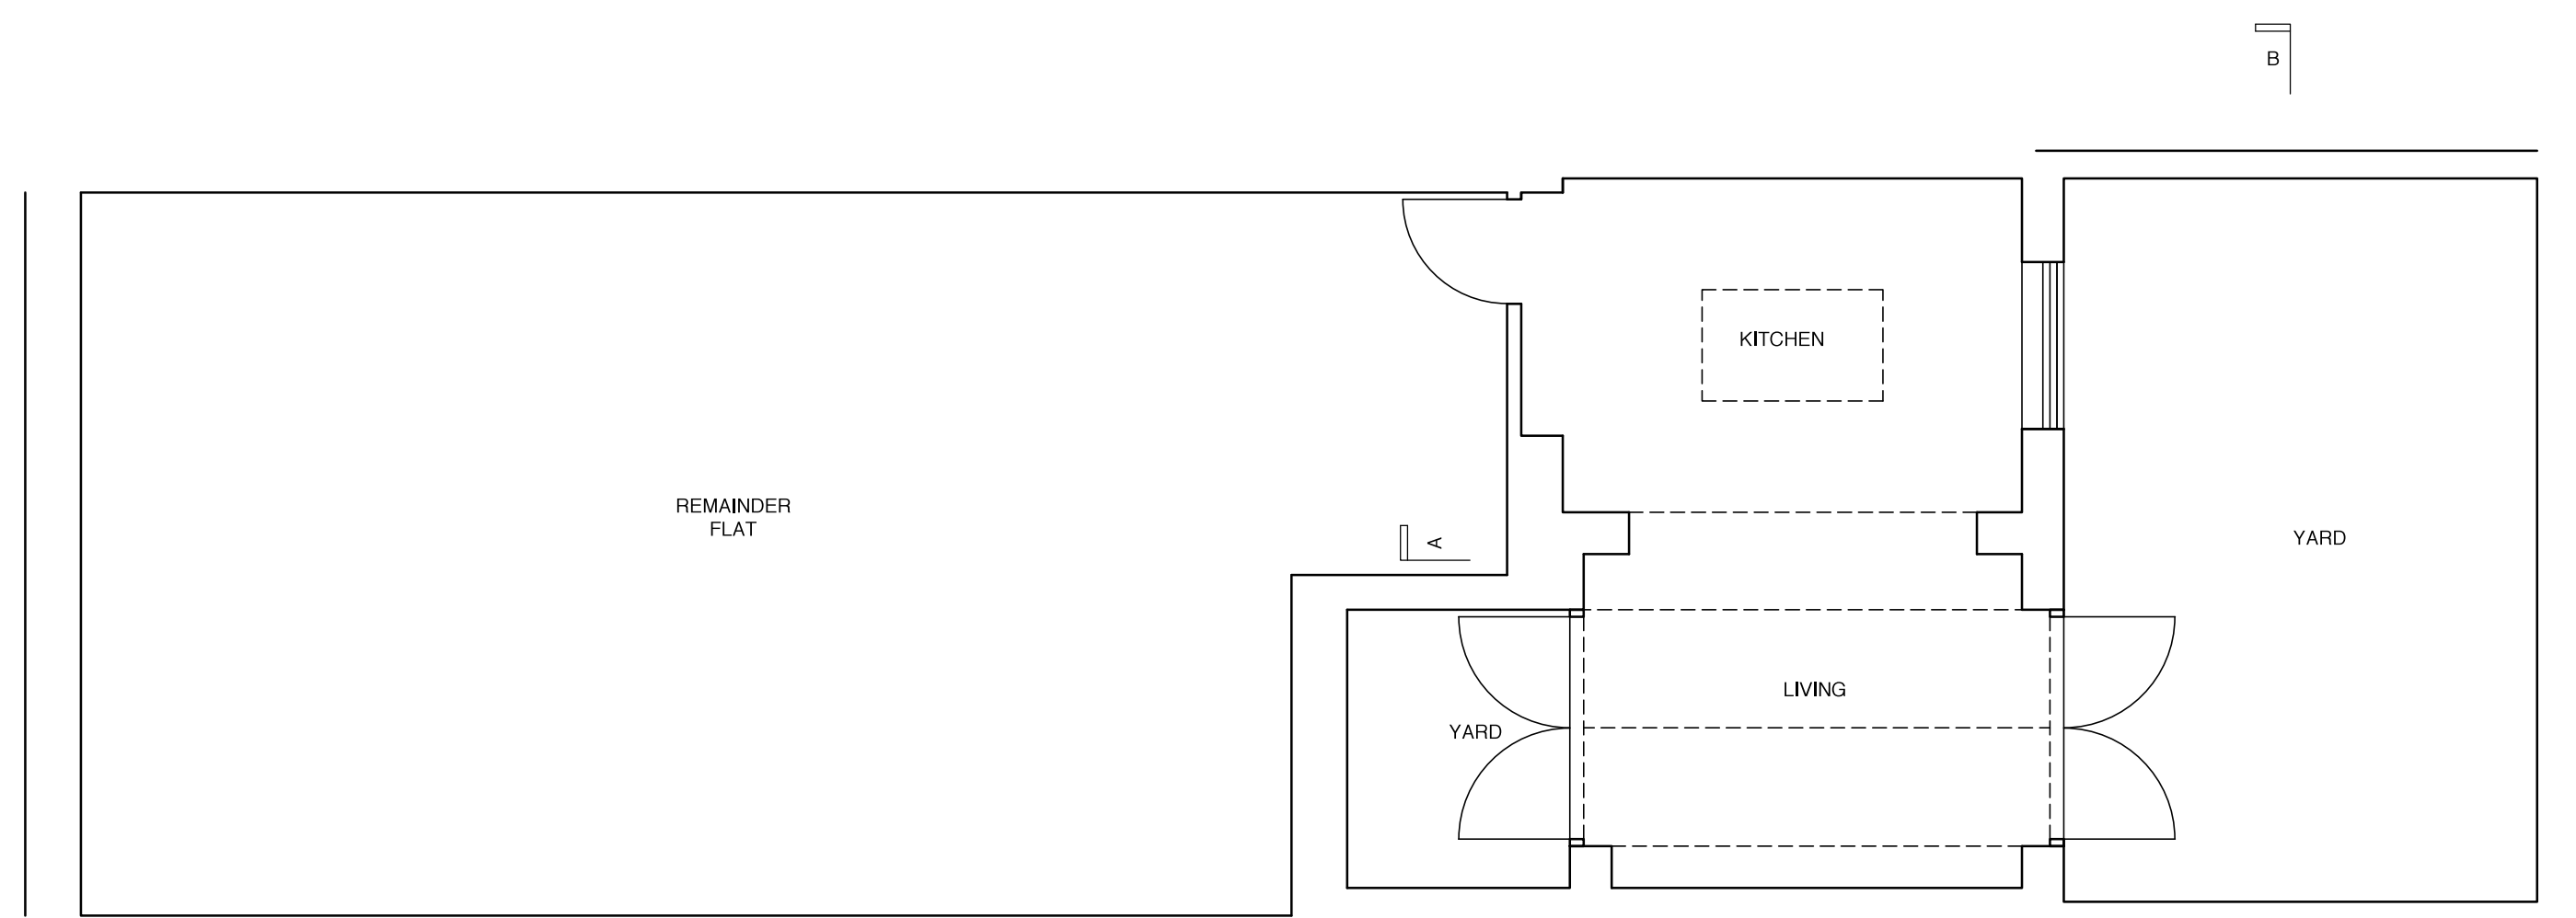 B
KITCHEN
REMAINDER
FLAT
A
YARD
LIVING
YARD